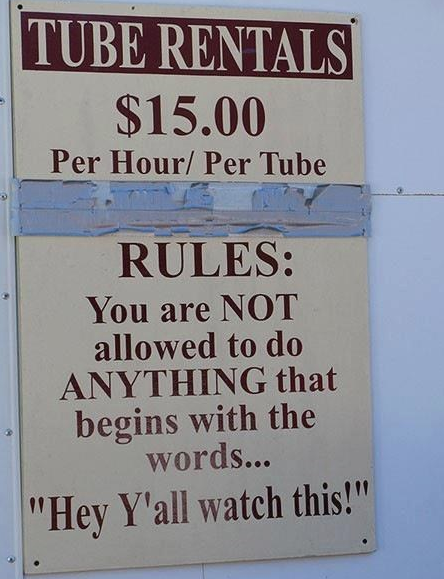 TUBE RENTALS
$15.00
Per Hour/ Per Tube
RULES:
You are NOT
allowed to do
ANYTHING that
begins with the
words...
"Hey Y'all watch this!"